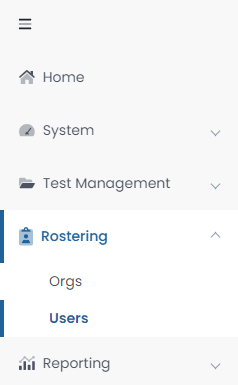 Home
System
Test Management
Rostering
Orgs
Users
Reporting